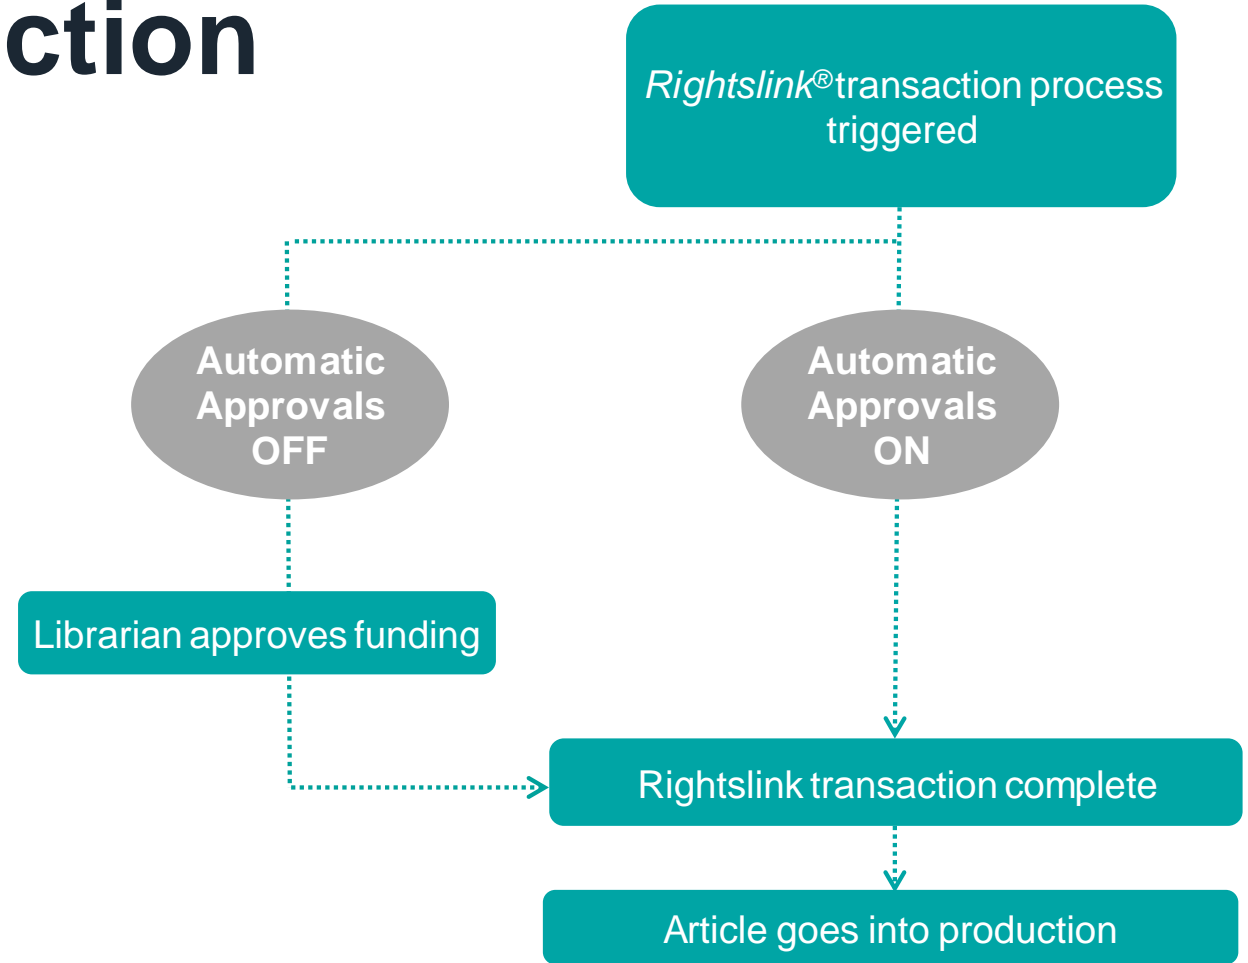 ction
Rightslink® transaction process
triggered
Automatic
Approvals
OFF
Automatic
Approvals
ON
Librarian approves funding
Rightslink transaction complete
Article goes into production